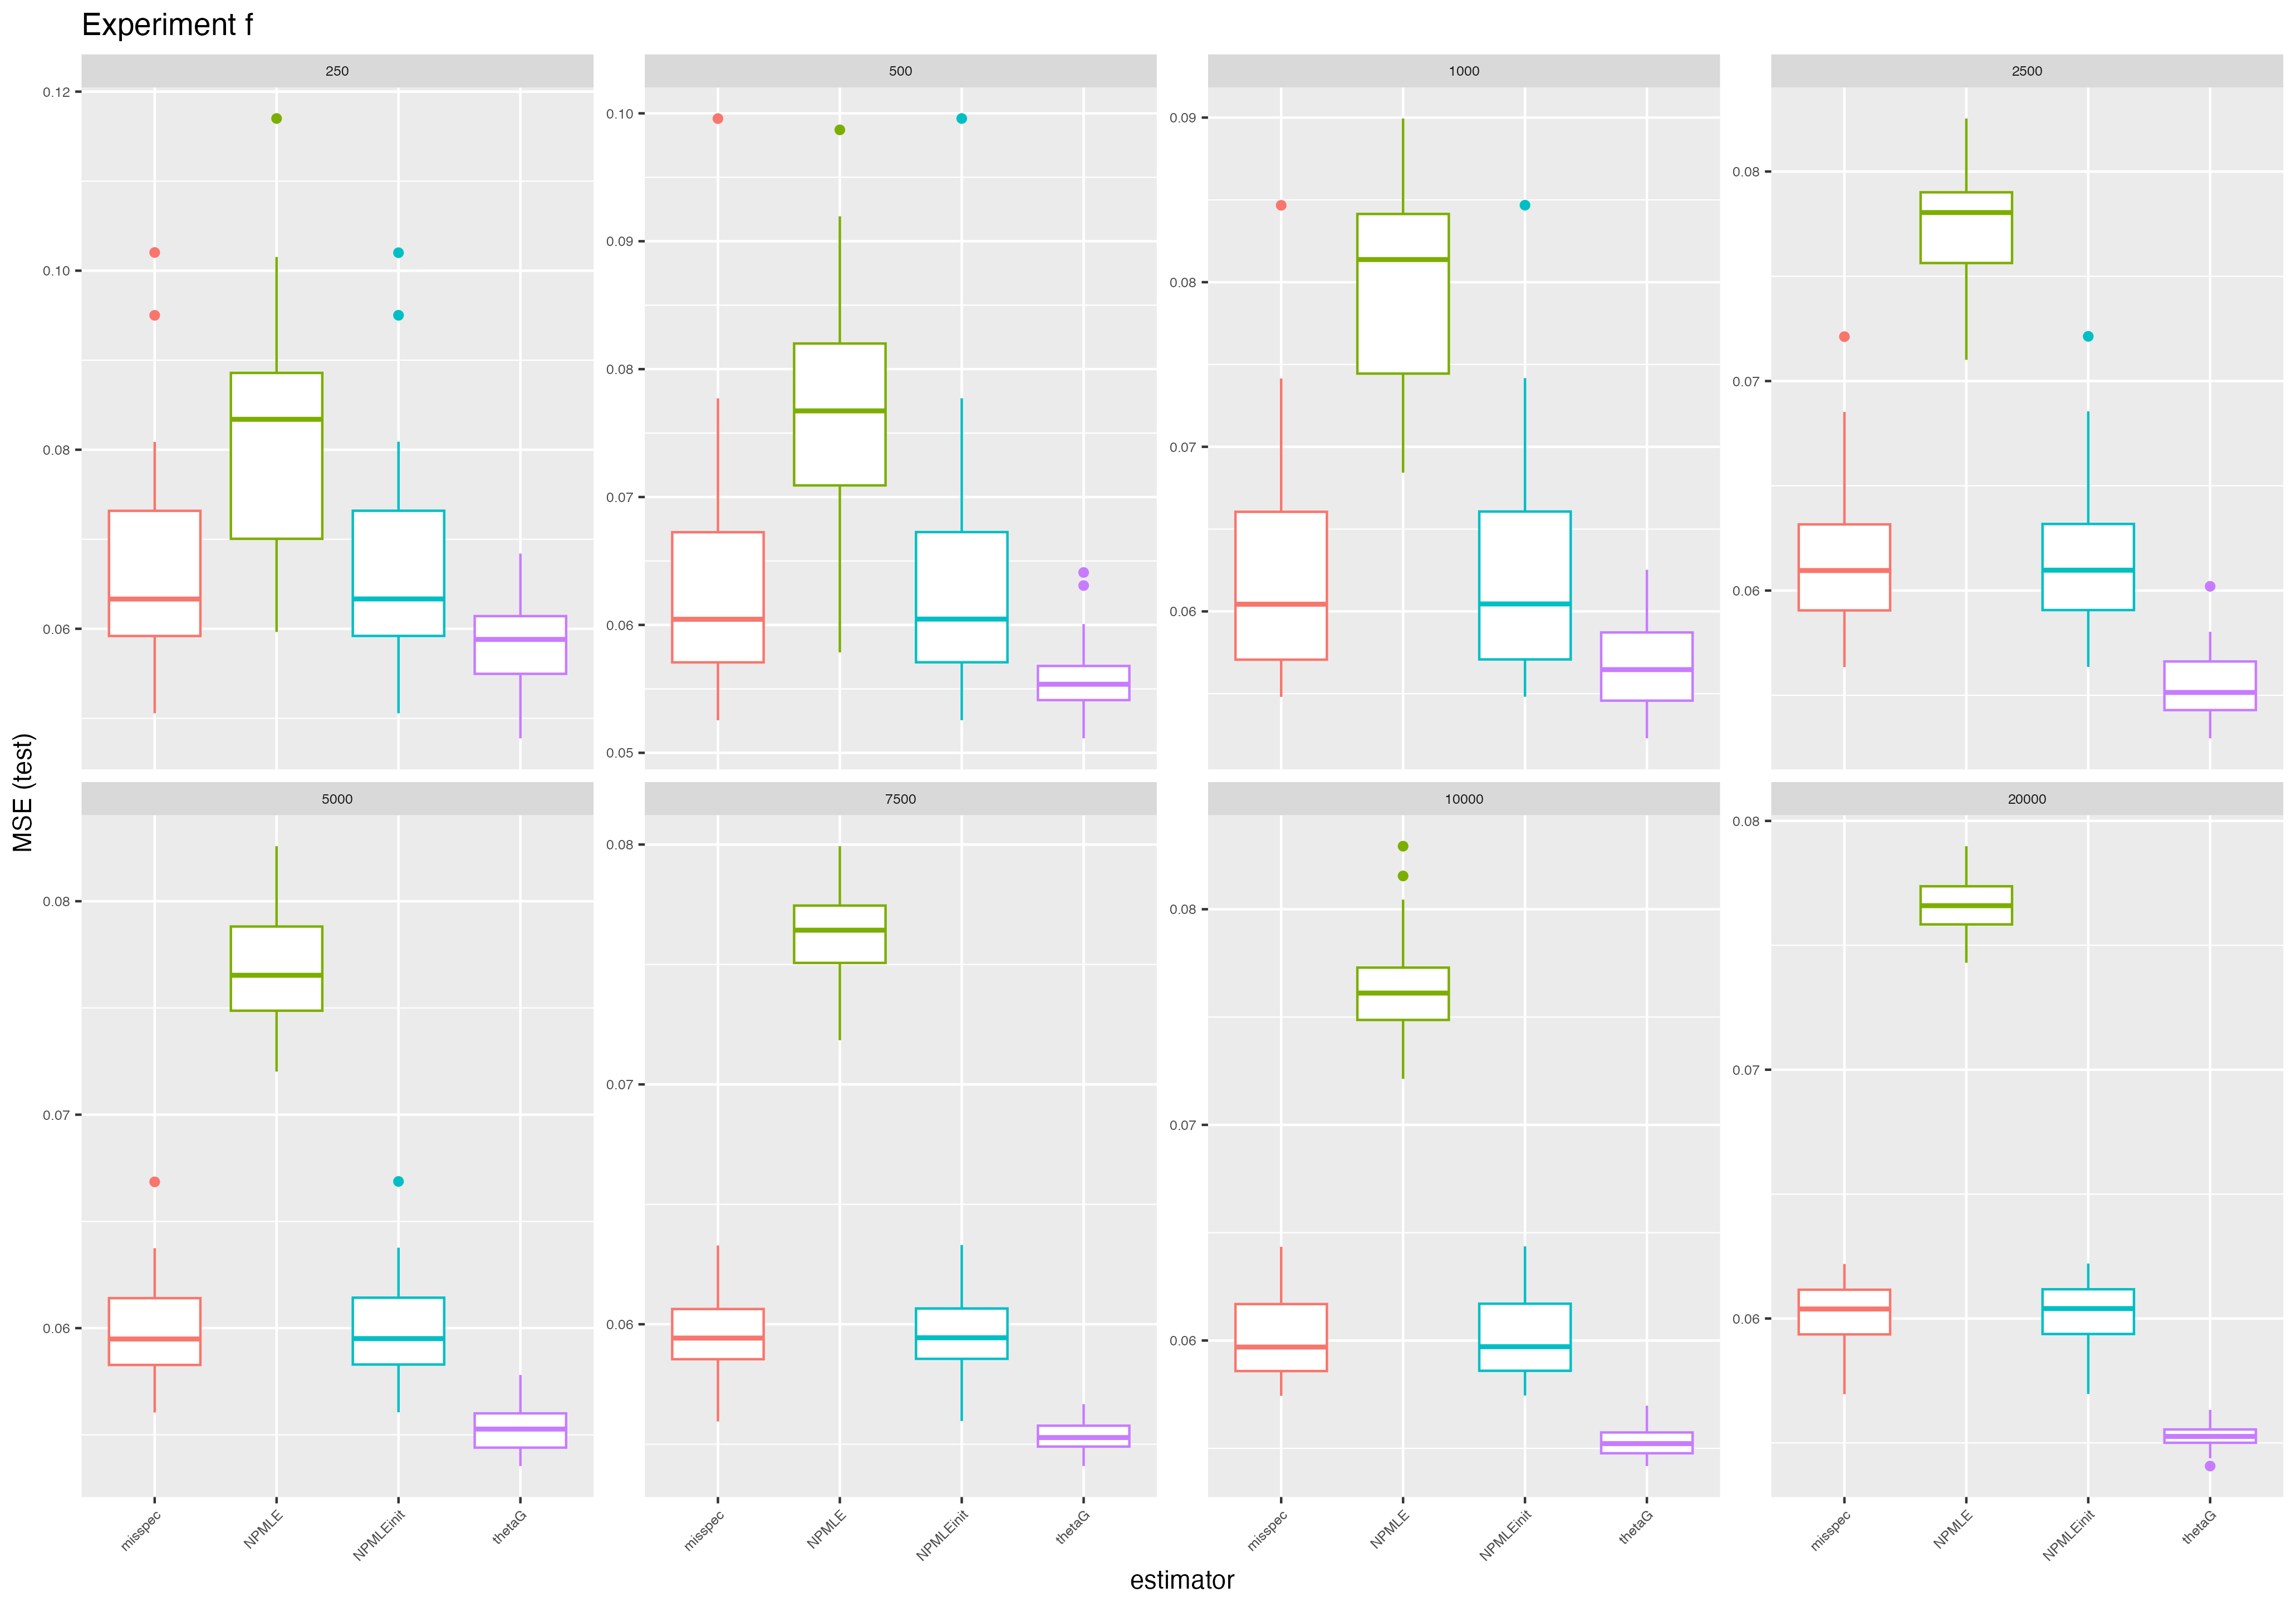 Experiment f
250 500 1000 2500
0.12 0.10 0.09 0.08
0.10 0.09 0.08 0.07
0.08 0.08 0.07 0.06
0.06 0.07 0.06
0.06
0.05
MSE (test)
5000 7500 10000 20000
0.08 0.08 0.08 0.08
0.07 0.07 0.07 0.07
0.06 0.06 0.06 0.06
misspec NPMLE NPMLEinit thetaG misspec NPMLE NPMLEinit thetaG misspec NPMLE NPMLEinit thetaG misspec NPMLE NPMLEinit thetaG
estimator